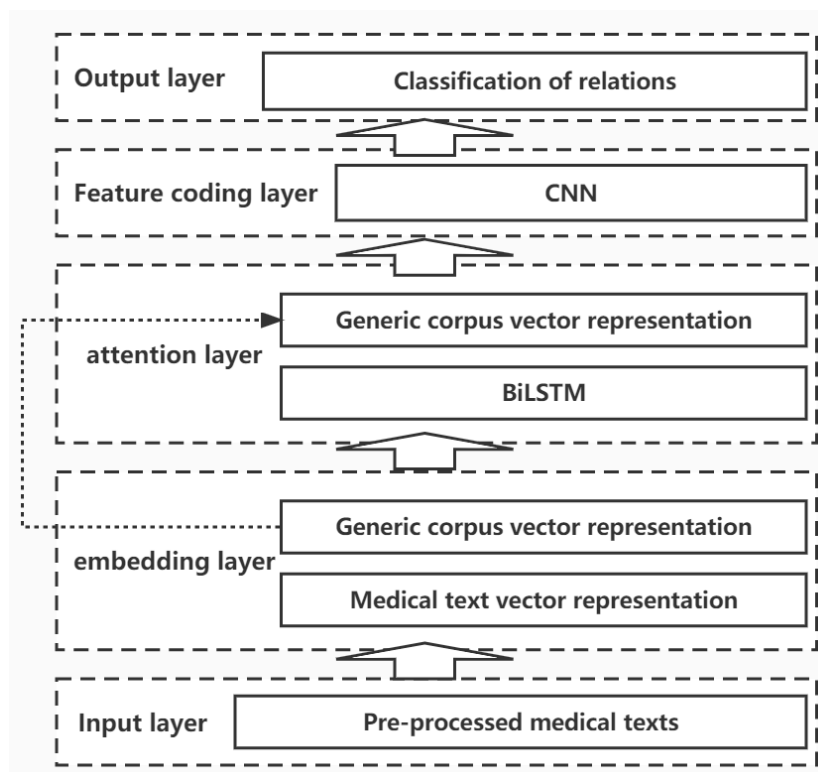 Output layer
Classification of relations
Feature coding layer
CNN
Generic corpus vector representation
attention layer
BiLSTM
Generic corpus vector representation
embedding layer
Medical text vector representation
Input layer
Pre-processed medical texts